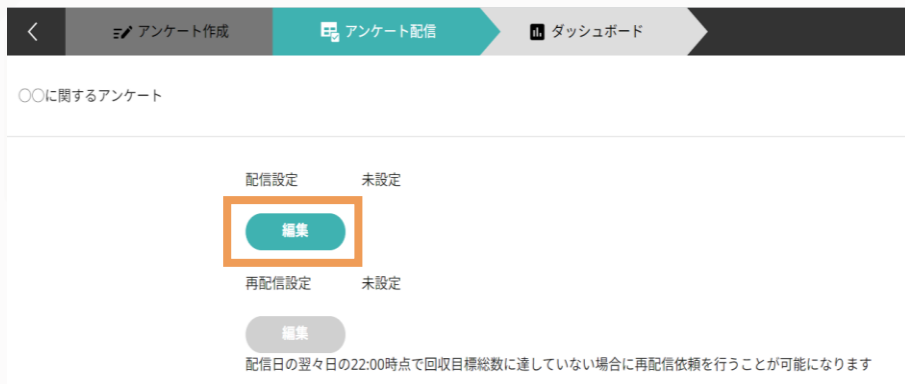 アンケート作成 アンケート配信 ダッシュボード
○○に関するアンケート
配信設定 未設定
編集
再配信設定 未設定
編集
配信日の翌々日の22:00時点で回収目標総数に達していない場合に再配信依頼を行うことが可能になります